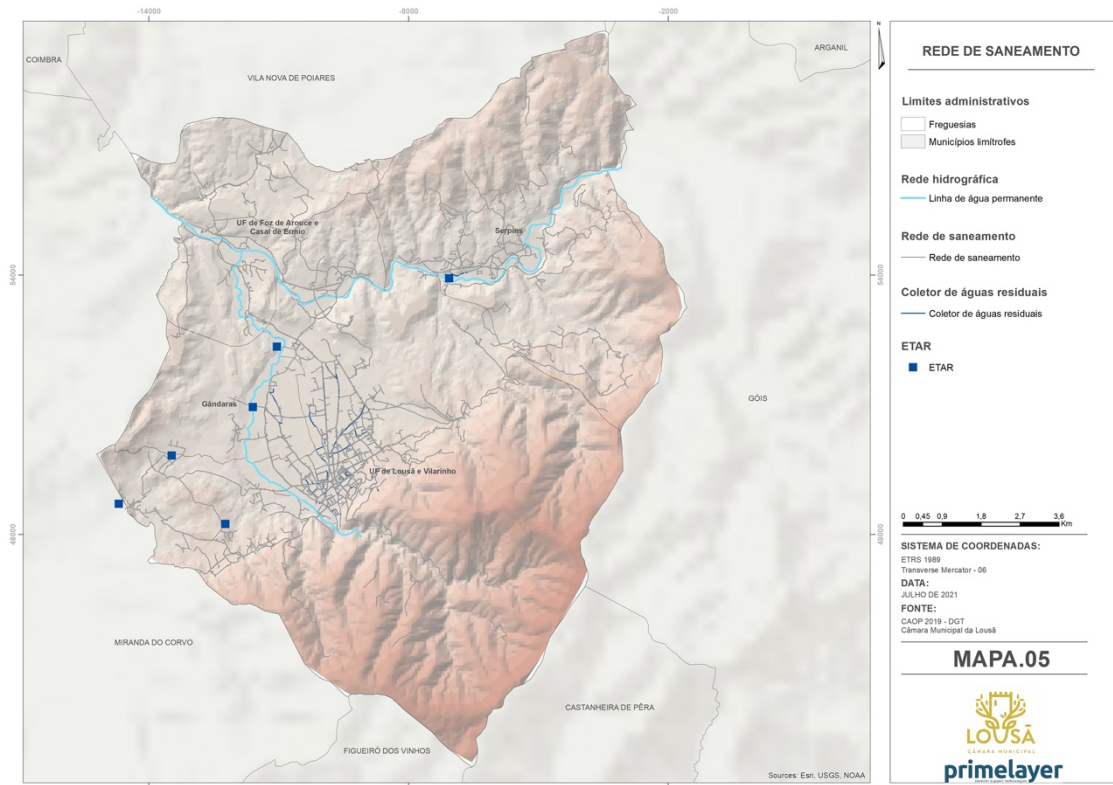 -14000
-8000
-2000
COIMBRA
VILA NOVA DE POIARES
ARGANIL
N
UF de Foz de Arouce e
Casal de Ermio
Serpins
54000
54000
Gândaras
GÓIS
UF de Lousã e Vilarinho
48000
48000
MIRANDA DO CORVO
CASTANHEIRA DE PÊRA
FIGUEIRÓ DOS VINHOS
Sources: Esri, USGS, NOAA
REDE DE SANEAMENTO
Limites administrativos
Freguesias
Municípios limítrofes
Rede hidrográfica
Linha de água permanente
Rede de saneamento
Rede de saneamento
Coletor de águas residuais
Coletor de águas residuais
ETAR
ETAR
0 0,45 0,9 1,8 2,7 3,6
Km
SISTEMA DE COORDENADAS:
ETRS 1989
Transverse Mercator - 06
DATA:
JULHO DE 2021
FONTE:
CAOP 2019 - DGT
Câmara Municipal da Lousã
MAPA.05
LOUSÃ
CÂMARA MUNICIPAL
primelayer